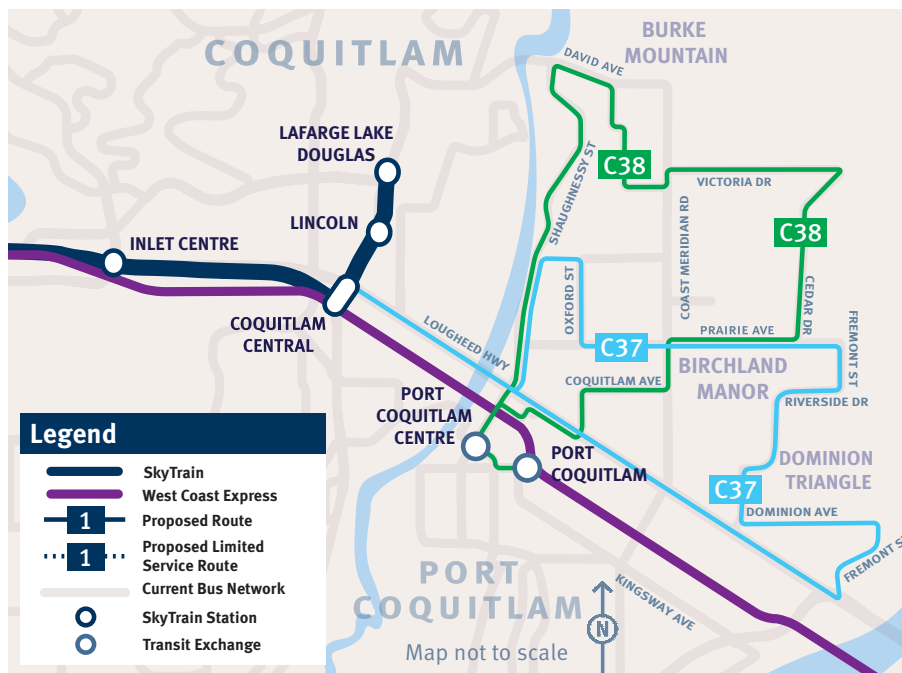 COQUITLAM
BURKE
MOUNTAIN
DAVID AVE
LAFARGE LAKE
DOUGLAS
SHAUGHNESSY ST
C38
VICTORIA DR
LINCOLN
COAST MERIDIAN RD
C38
INLET CENTRE
OXFORD ST
CEDAR DR
COQUITLAM
CENTRAL
LOUGHEED HWY
PRAIRIE AVE
FREMONT ST
C37
BIRCHLAND
MANOR
COQUITLAM AVE
RIVERSIDE DR
PORT
COQUITLAM
CENTRE
PORT
COQUITLAM
DOMINION
TRIANGLE
C37
DOMINION AVE
FREMONT S
PORT
COQUITLAM
KINGSWAY AVE
N
Map not to scale
Legend
SkyTrain
West Coast Express
1
Proposed Route
1
Proposed Limited
Service Route
Current Bus Network
SkyTrain Station
Transit Exchange